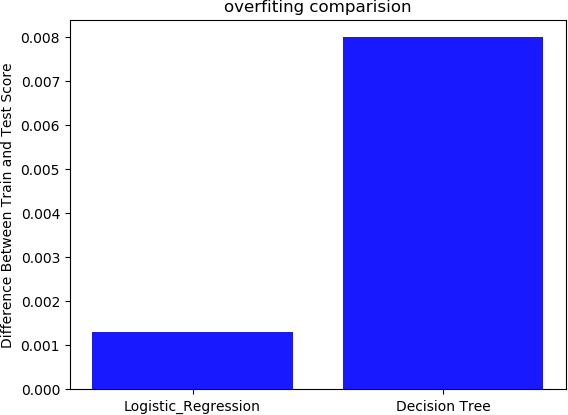 overfiting comparision
Difference Between Train and Test Score
0.008
0.007
0.006
0.005
0.004
0.003
0.002
0.001
0.000
Logistic_Regression
Decision Tree